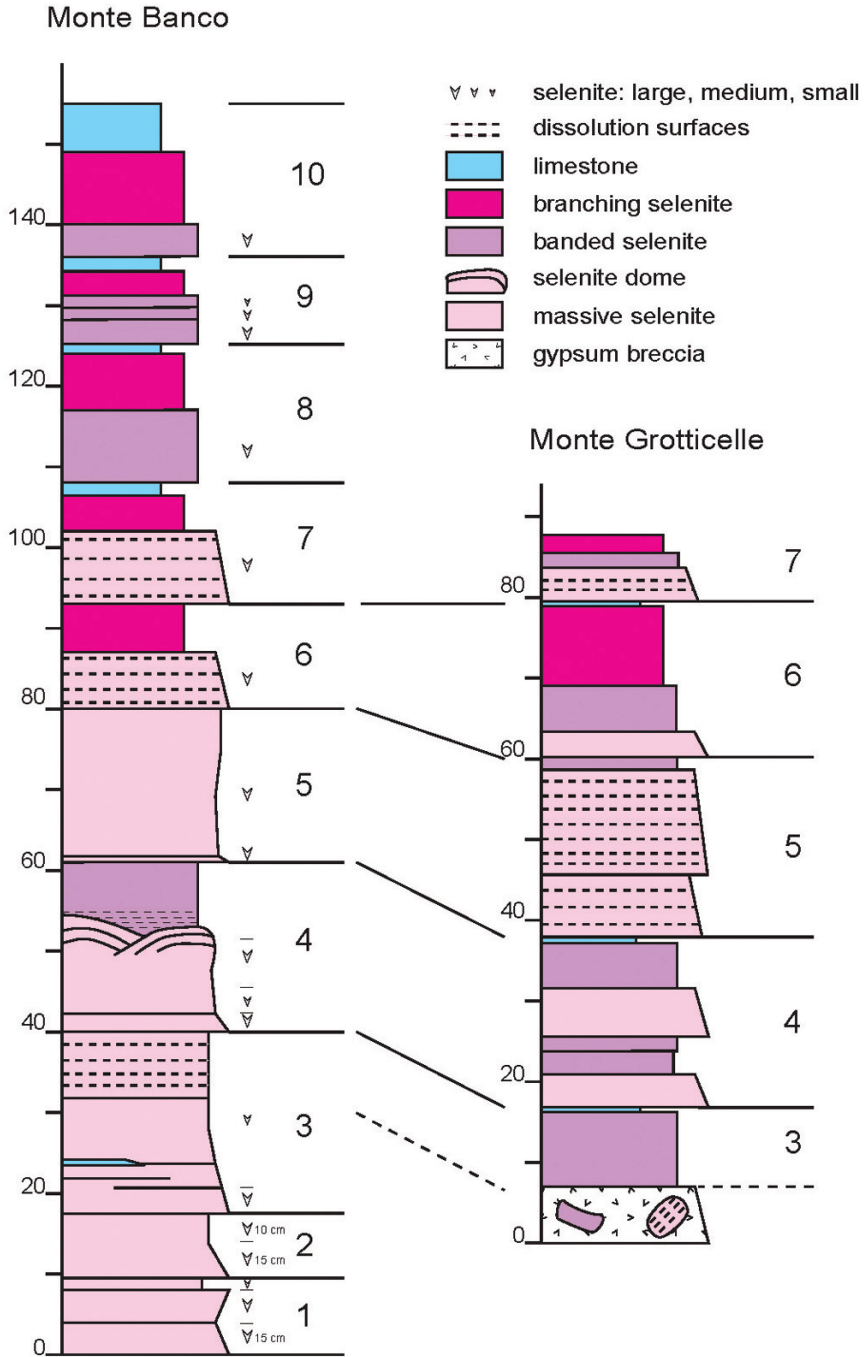 Monte Banco
selenite: large, medium, small
dissolution surfaces
limestone
branching selenite
banded selenite
selenite dome
massive selenite
gypsum breccia
140
120
100
80
60
40
20
0
10
9
8
7
6
5
4
3
10 cm
2
15 cm
1
15 cm
Monte Grotticelle
80
60
40
20
0
7
6
5
4
3